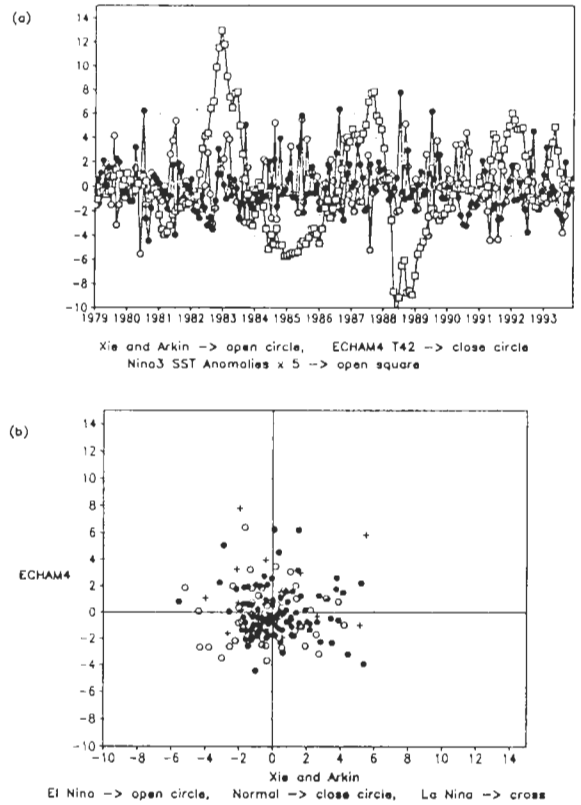 (a)
14
12
10
8
6
4
2
0
-2
-4
-6
-8
-10
1979 1980 1981 1982 1983 1984 1985 1986 1987 1988 1989 1990 1991 1992 1993
Xie and Arkin -> open circle, ECHAM4 T42 -> close circle
Nino3 SST Anomalies x 5 -> open square
(b)
14
12
10
8
6
4
2
ECHAM4
0
-2
-4
-6
-8
-10
-10 -8 -6 -4 -2 0 2 4 6 8 10 12 14
Xie and Arkin
El Nino -> open circle, Normal -> close circle, La Nina -> cross